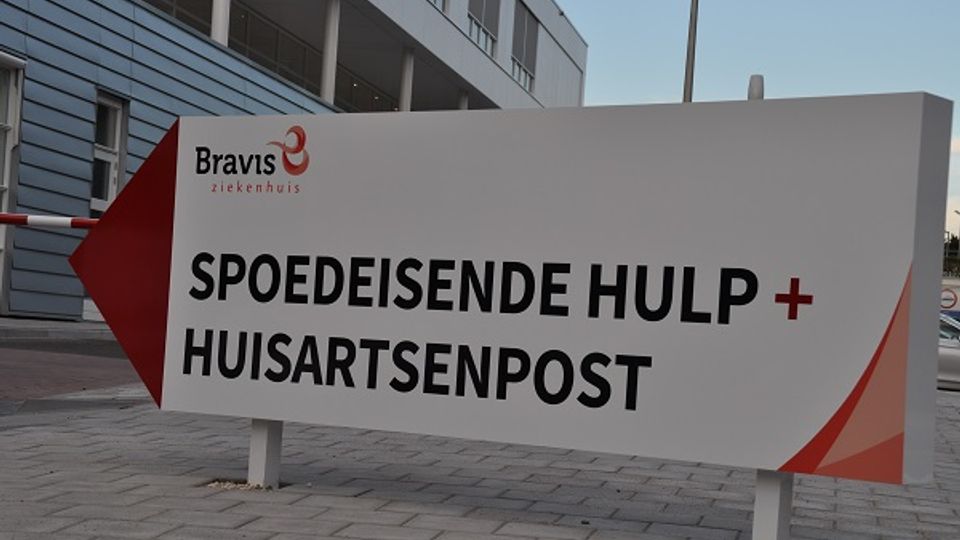 Bravis
ziekenhuis
SPOEDEISENDE HULP +
HUISARTSENPOST